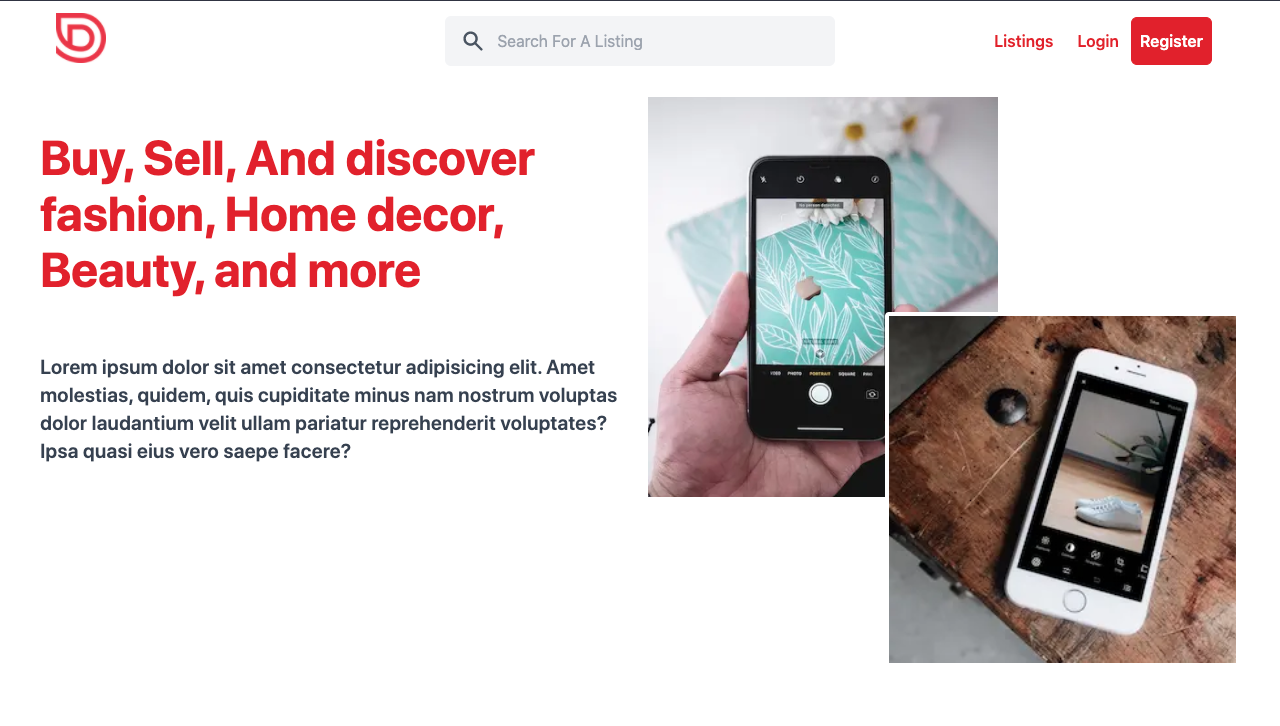 Search For A Listing
Listings
Login
Register
Buy, Sell, And discover
fashion, Home decor,
Beauty, and more
Lorem ipsum dolor sit amet consectetur adipisicing elit. Amet
molestias, quidem, quis cupiditate minus nam nostrum voluptas
dolor laudantium velit ullam pariatur reprehenderit voluptates?
Ipsa quasi eius vero saepe facere?
PHOTO
PORTRAIT
SQUARE